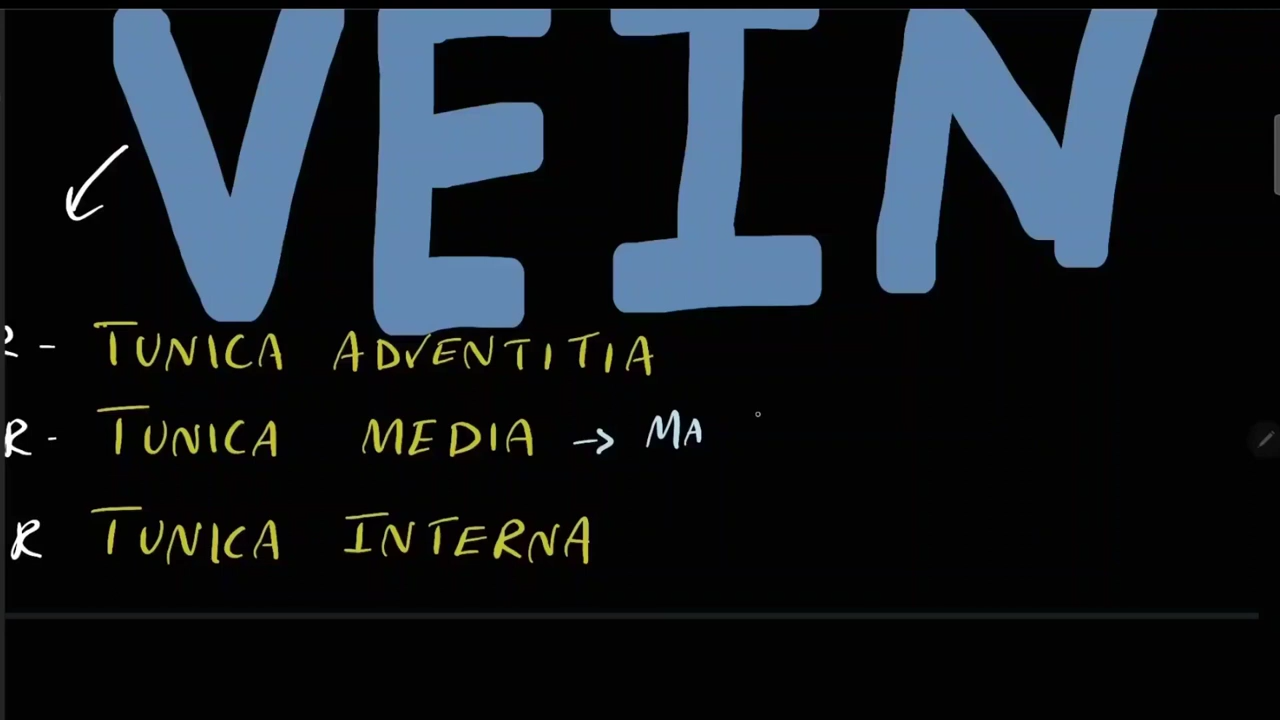 VEIN
R - TUNICA ADVENTITIA
R - TUNICA MEDIA → MA
R TUNICA INTERNA